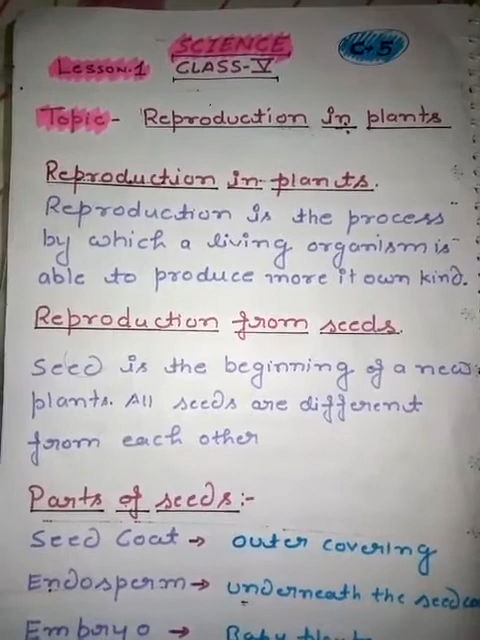 SCIENCE
C-5
Lesson.1 CLASS-V
Topic- Reproduction in plants
Reproduction in plants.
Reproduction is the process
by which a living organism is
able to produce more it own kind.
Reproduction from seeds.
Seed is the beginning of a new
plants. All seeds are different
from each other
Parts of seeds:-
Seed Coat → outer covering
Endosperm → underneath the seed
Embryo → Baby plant